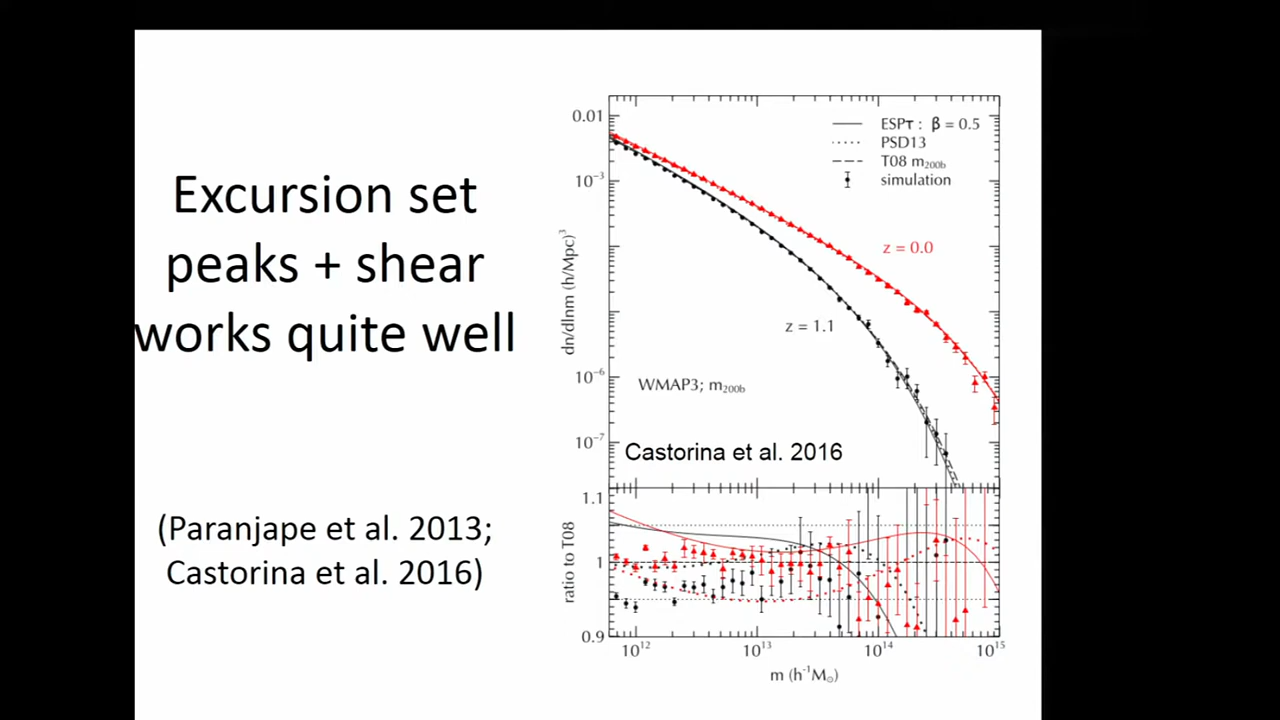 Excursion set
peaks + shear
works quite well
(Paranjape et al. 2013;
Castorina et al. 2016)
0.01
10⁻³
10⁻⁶
10⁻⁷
dn/dlnm (h/Mpc)³
ESPτ : β = 0.5
PSD13
T08 m₂₀₀b
simulation
z = 0.0
z = 1.1
WMAP3; m₂₀₀b
Castorina et al. 2016
1.1
1
0.9
ratio to T08
10¹² 10¹³ 10¹⁴ 10¹⁵
m (h⁻¹M☉)